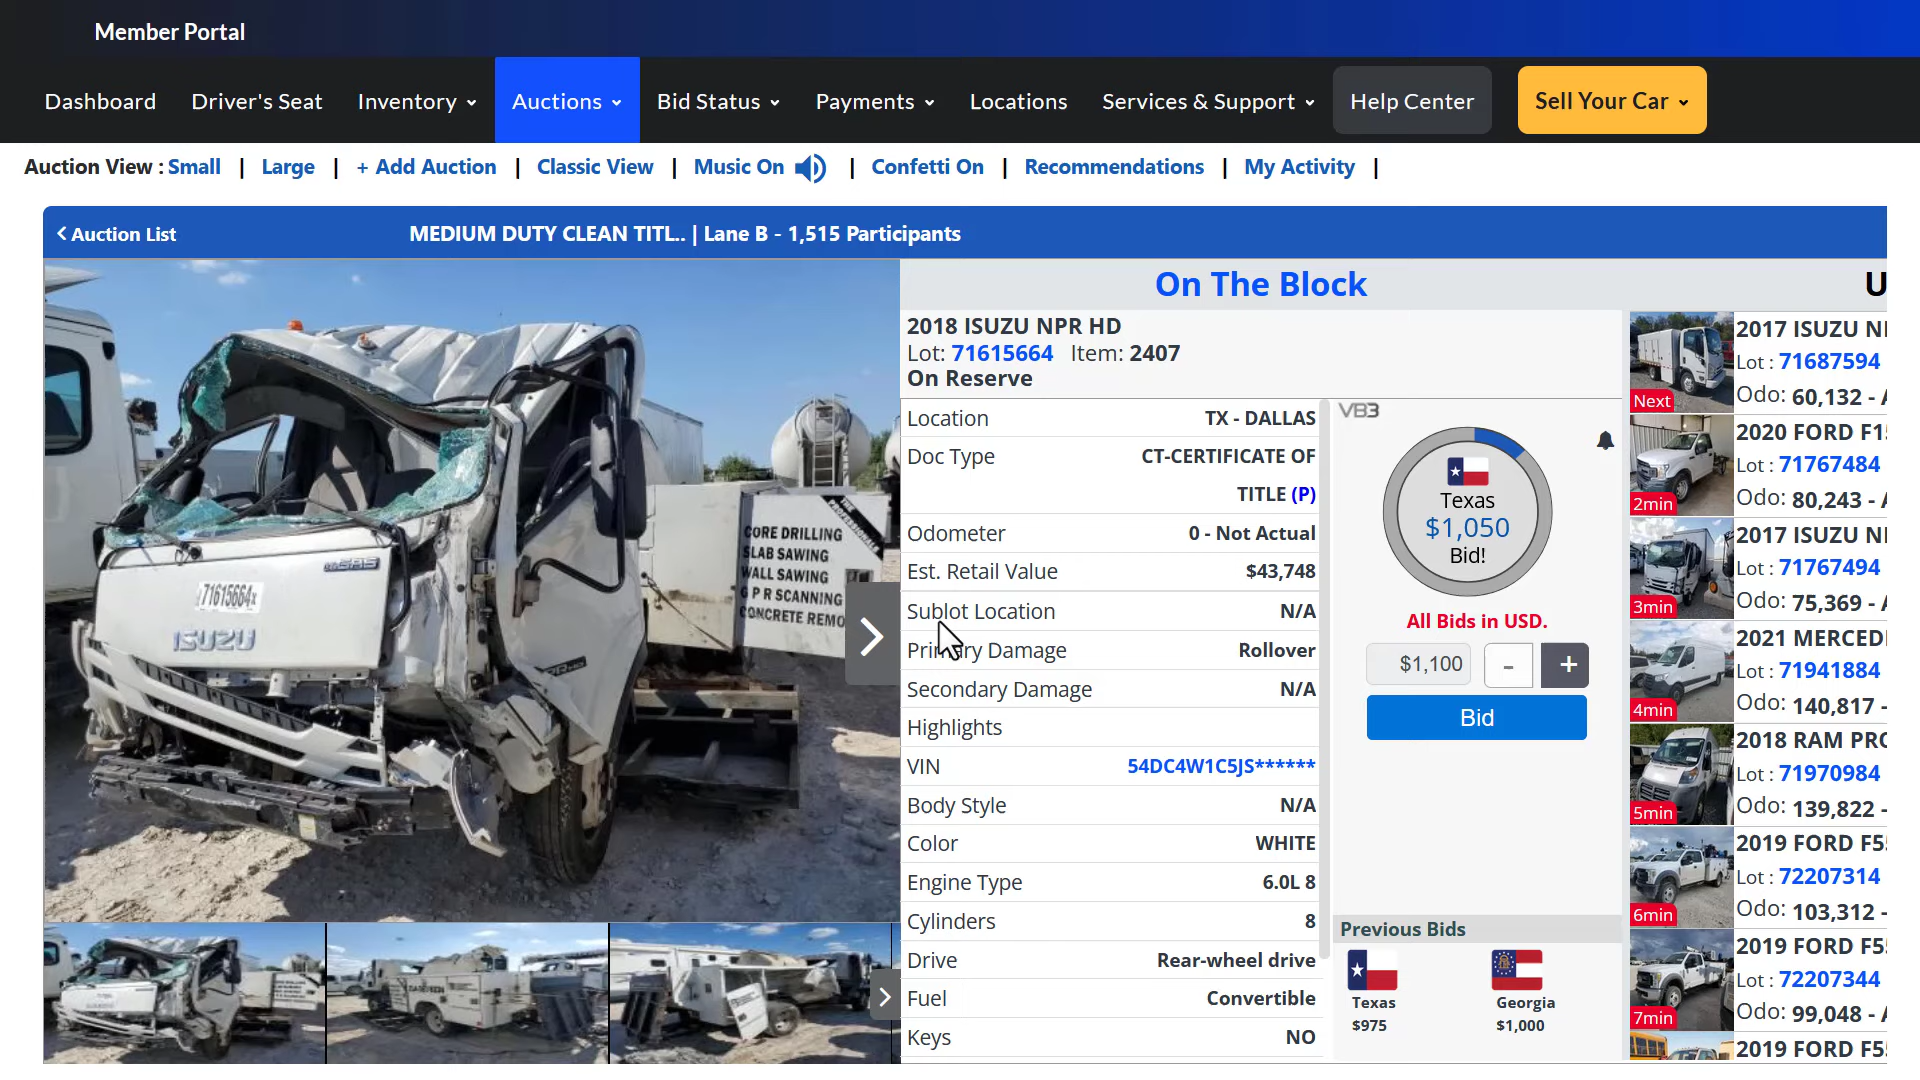 Member Portal
Dashboard
Driver's Seat
Inventory
Auctions
Bid Status
Payments
Locations
Services & Support
Help Center
Sell Your Car
Auction View : Small | Large | + Add Auction | Classic View | Music On | Confetti On | Recommendations | My Activity |
Auction List
MEDIUM DUTY CLEAN TITL.. | Lane B - 1,515 Participants
THE PROFESSIONALS
CORE DRILLING
SLAB SAWING
WALL SAWING
G P R SCANNING
CONCRETE REMO
71615664
ISUZU
On The Block
2018 ISUZU NPR HD
Lot: 71615664 Item: 2407
On Reserve
Location TX - DALLAS
Doc Type CT-CERTIFICATE OF
TITLE (P)
Odometer 0 - Not Actual
Est. Retail Value $43,748
Sublot Location N/A
Primary Damage Rollover
Secondary Damage N/A
Highlights
VIN 54DC4W1C5JS******
Body Style N/A
Color WHITE
Engine Type 6.0L 8
Cylinders 8
Drive Rear-wheel drive
Fuel Convertible
Keys NO
VB3
Texas
$1,050
Bid!
All Bids in USD.
$1,100 - +
Bid
Previous Bids
Texas
$975
Georgia
$1,000
U
2017 ISUZU N
Lot : 71687594
Odo: 60,132 - A
Next
2020 FORD F1
Lot : 71767484
Odo: 80,243 - A
2min
2017 ISUZU N
Lot : 71767494
Odo: 75,369 - A
3min
2021 MERCED
Lot : 71941884
Odo: 140,817 -
4min
2018 RAM PRO
Lot : 71970984
Odo: 139,822 -
5min
2019 FORD F5
Lot : 72207314
Odo: 103,312 -
6min
2019 FORD F5
Lot : 72207344
Odo: 99,048 - A
7min
2019 FORD F5